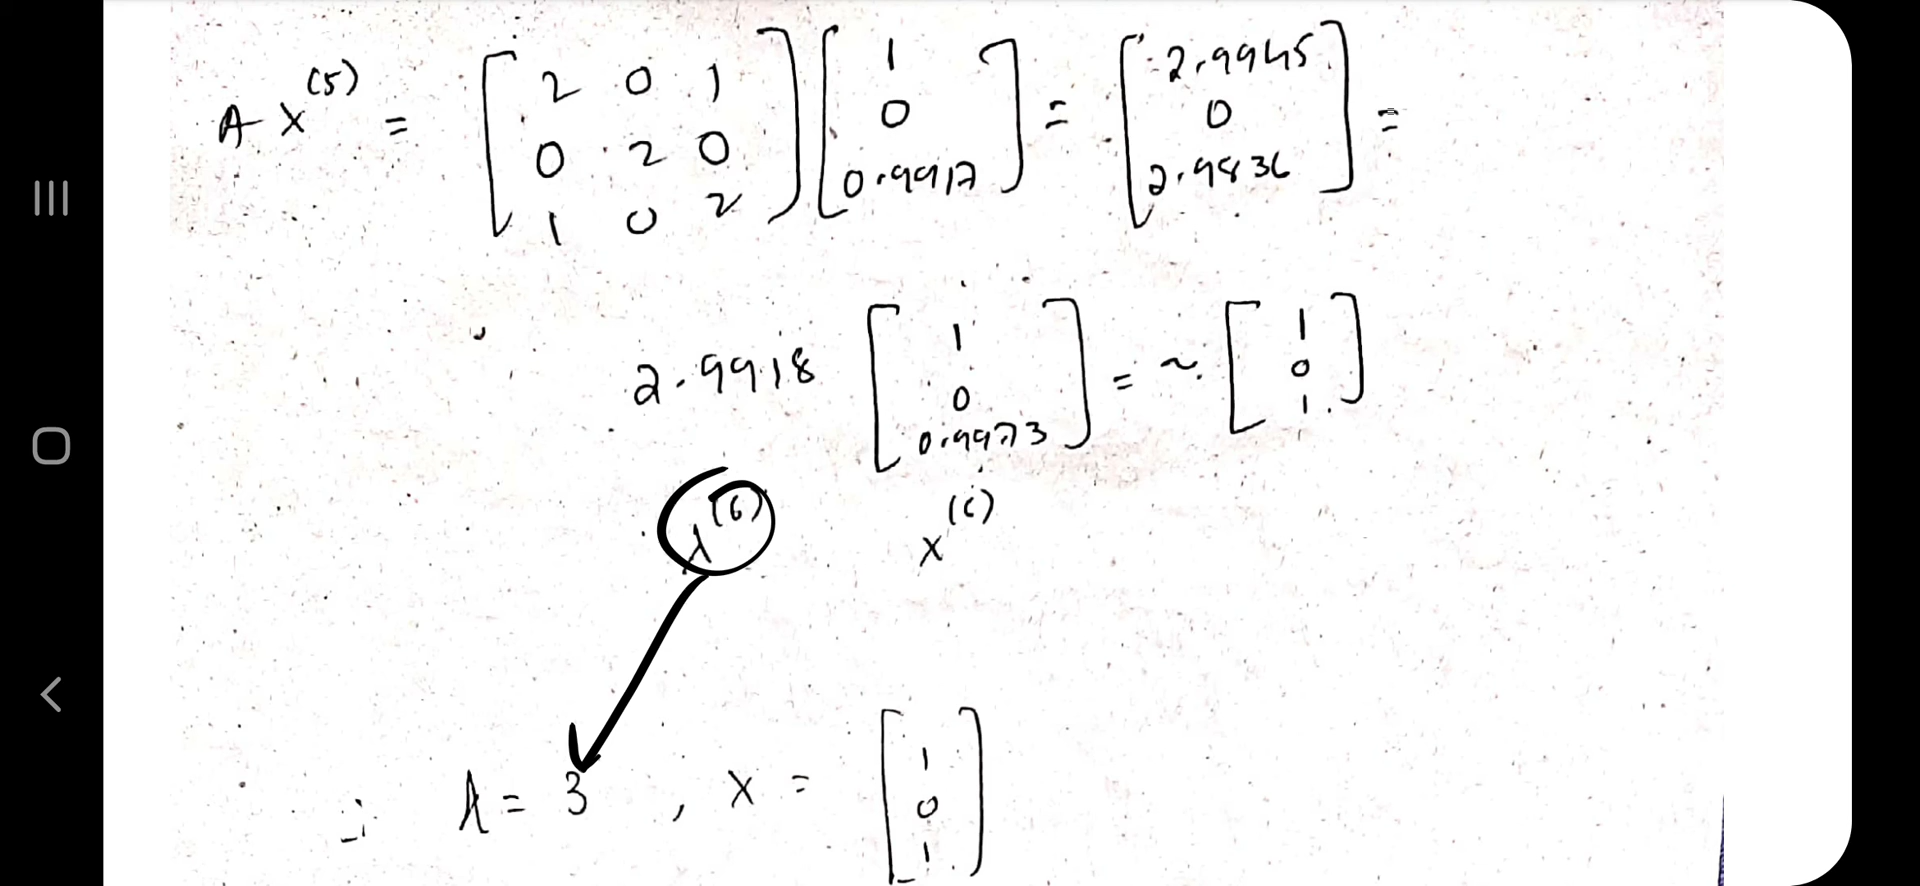 A x^(5) = [2 0 1; 0 2 0; 1 0 2] [1; 0; 0.9917] = [2.9945; 0; 2.9836] =
2.9918 [1; 0; 0.9973] = ~ [1; 0; 1]
λ^(6) x^(6)
∴ λ = 3 , x = [1; 0; 1]